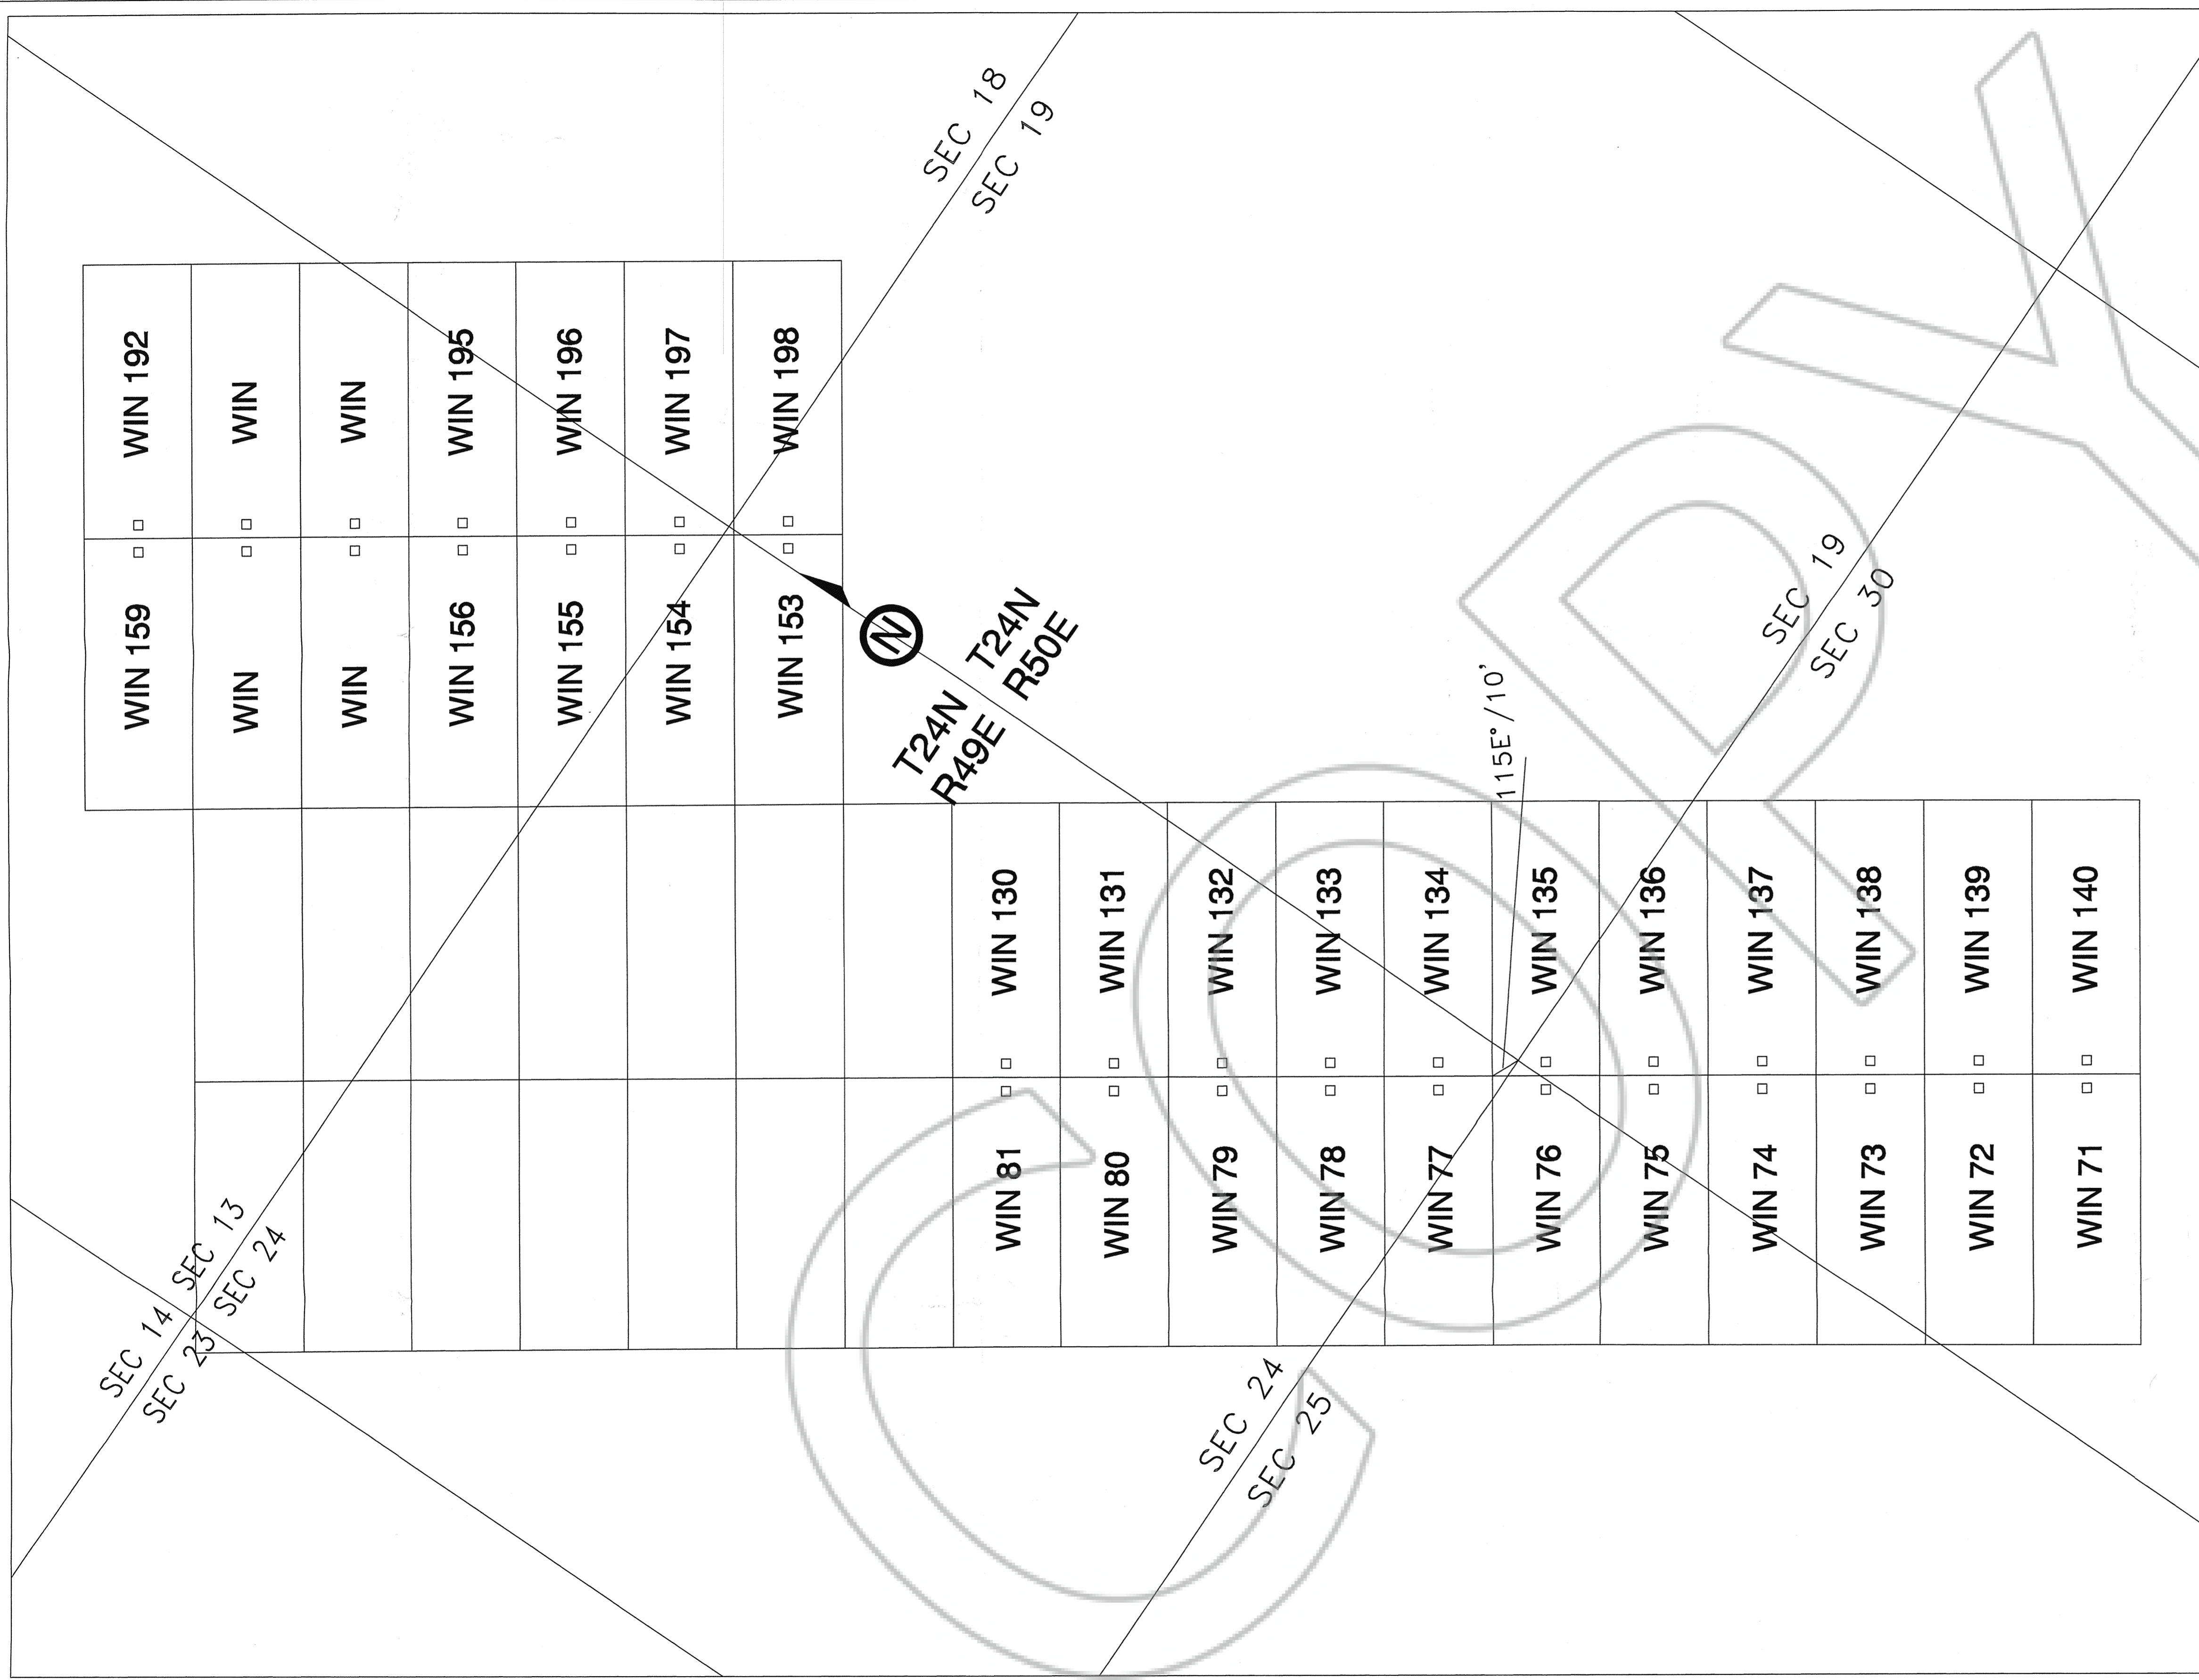 SEC 18
SEC 19
WIN 192
WIN
WIN
WIN 195
WIN 196
WIN 197
WIN 198
WIN 159
WIN
WIN
WIN 156
WIN 155
WIN 154
WIN 153
N
T24N
R50E
T24N
R49E
SEC 19
SEC 30
115E° /10'
WIN 130
WIN 131
WIN 132
WIN 133
WIN 134
WIN 135
WIN 136
WIN 137
WIN 138
WIN 139
WIN 140
WIN 81
WIN 80
WIN 79
WIN 78
WIN 77
WIN 76
WIN 75
WIN 74
WIN 73
WIN 72
WIN 71
SEC 14
SEC 13
SEC 23
SEC 24
SEC 24
SEC 25
COPY